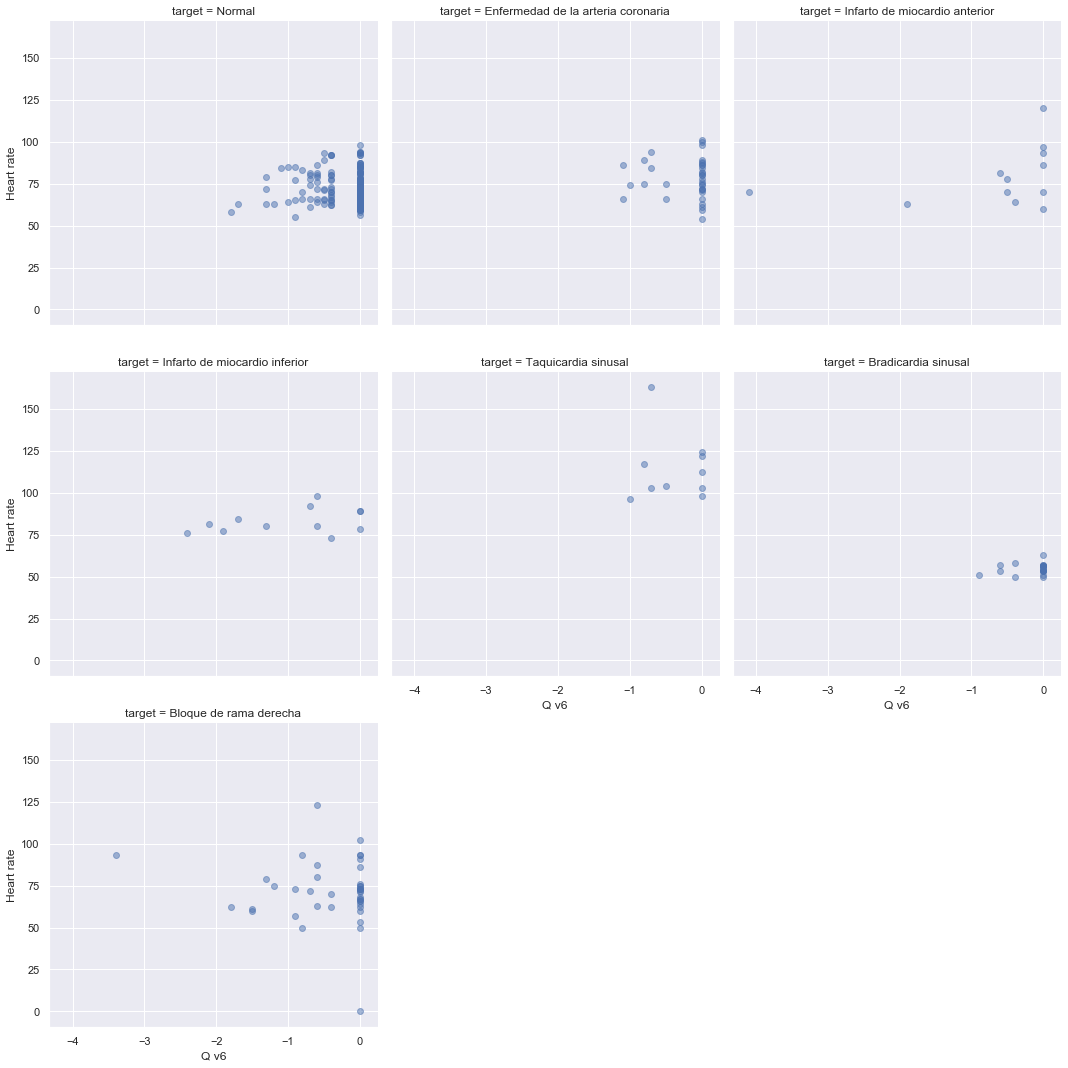 target = Normal
target = Enfermedad de la arteria coronaria
target = Infarto de miocardio anterior
150
125
100
75
50
25
0
Heart rate
target = Infarto de miocardio inferior
target = Taquicardia sinusal
target = Bradicardia sinusal
150
125
100
75
50
25
0
Heart rate
−4 −3 −2 −1 0
Q v6
−4 −3 −2 −1 0
Q v6
target = Bloque de rama derecha
150
125
100
75
50
25
0
Heart rate
−4 −3 −2 −1 0
Q v6